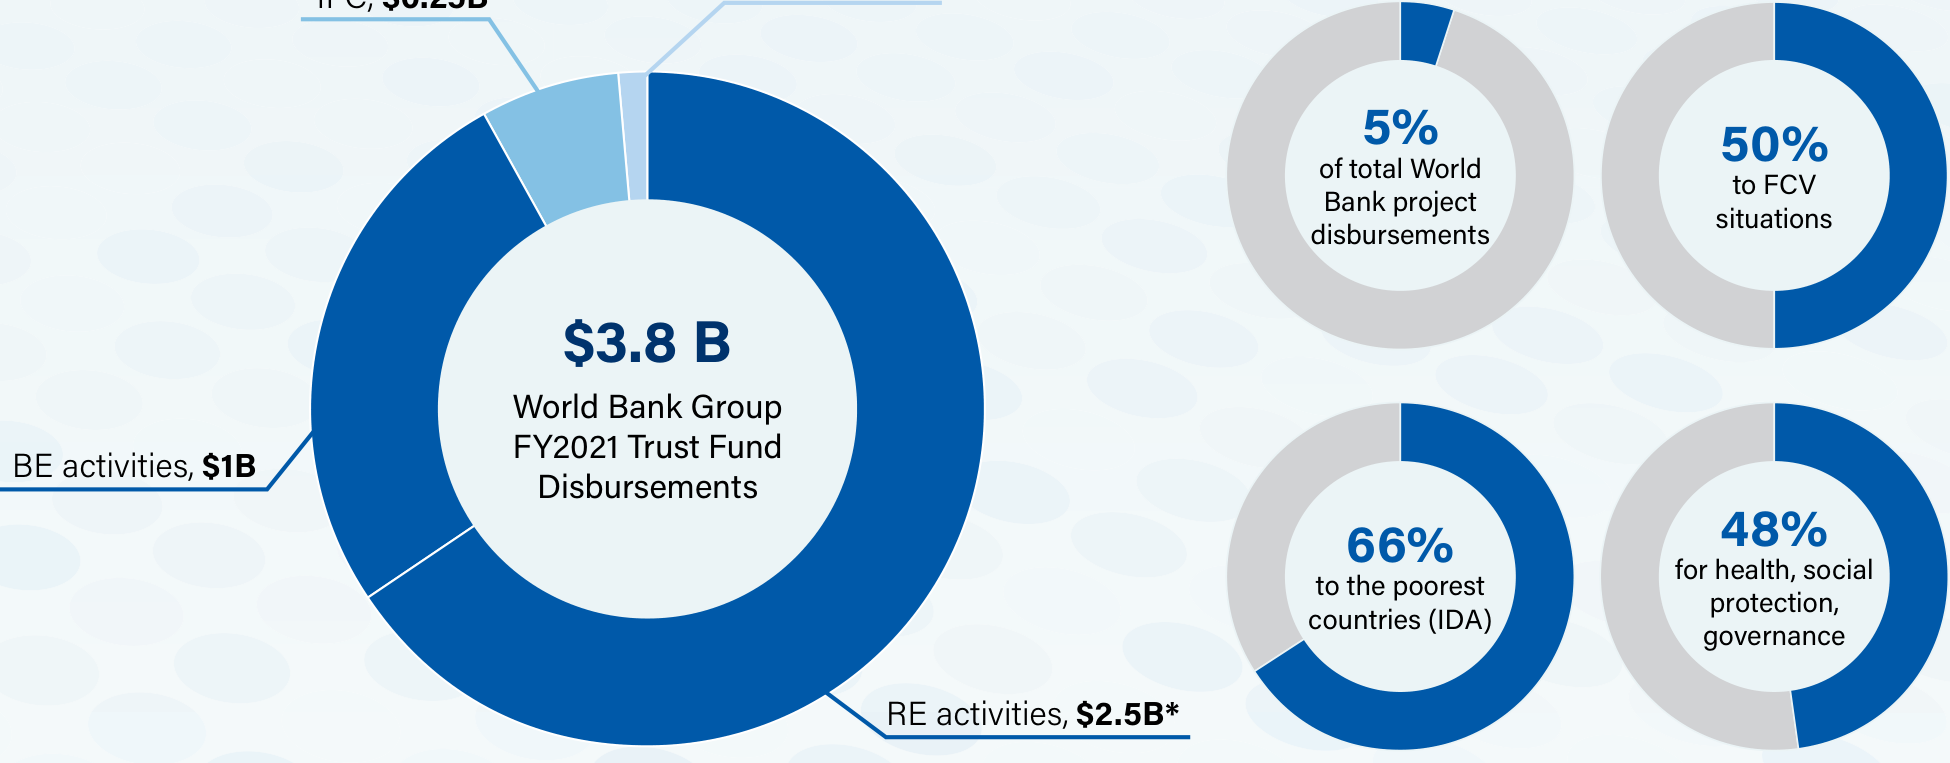 IFC, $0.25B
$3.8 B
World Bank Group
FY2021 Trust Fund
Disbursements
BE activities, $1B
RE activities, $2.5B*
5%
of total World
Bank project
disbursements
50%
to FCV
situations
66%
to the poorest
countries (IDA)
48%
for health, social
protection,
governance